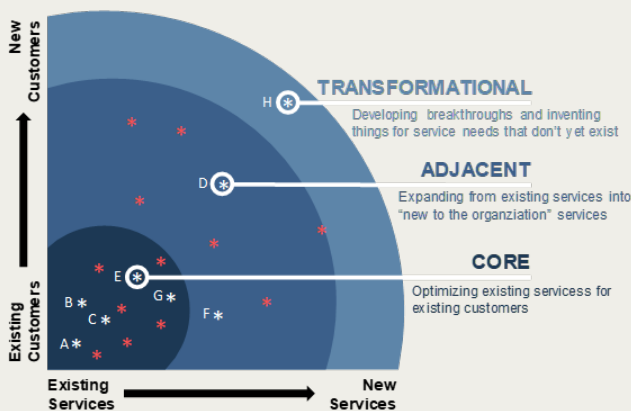 New
Customers
Existing
Customers
H *
TRANSFORMATIONAL
Developing breakthroughs and inventing
things for service needs that don't yet exist
D *
ADJACENT
Expanding from existing services into
"new to the organziation" services
E *
CORE
Optimizing existing servicess for
existing customers
B *
G *
C *
F *
A *
Existing
Services
New
Services